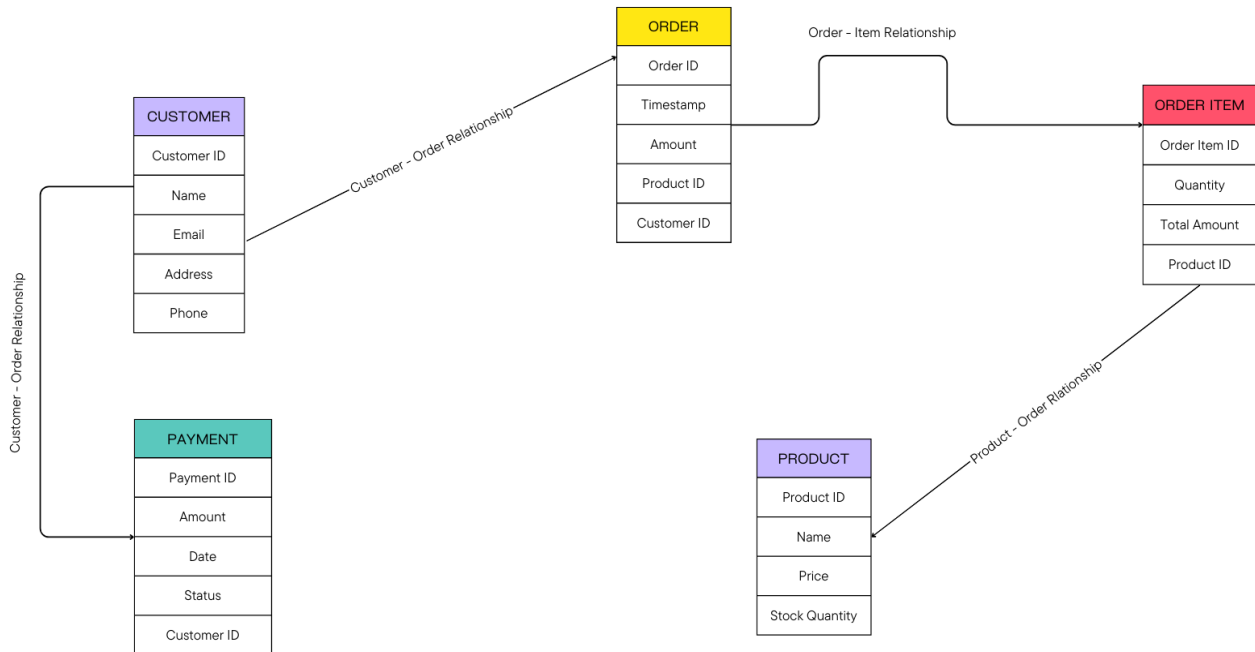 ORDER
Order ID
Timestamp
Amount
Product ID
Customer ID
Order - Item Relationship
ORDER ITEM
Order Item ID
Quantity
Total Amount
Product ID
CUSTOMER
Customer ID
Name
Email
Address
Phone
Customer - Order Relationship
Customer - Order Relationship
PAYMENT
Payment ID
Amount
Date
Status
Customer ID
PRODUCT
Product ID
Name
Price
Stock Quantity
Product - Order Rlationship